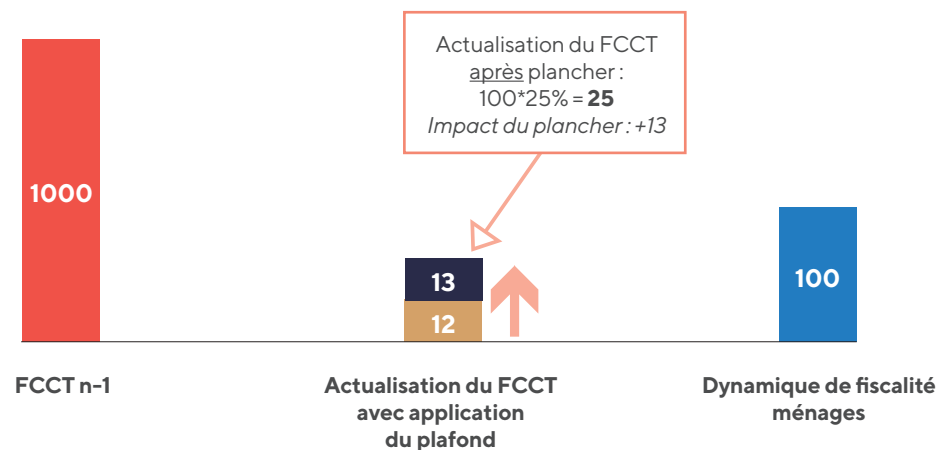 Actualisation du FCCT
après plancher :
100*25% = 25
Impact du plancher : +13
1000
13
12
100
FCCT n-1
Actualisation du FCCT
avec application
du plafond
Dynamique de fiscalité
ménages